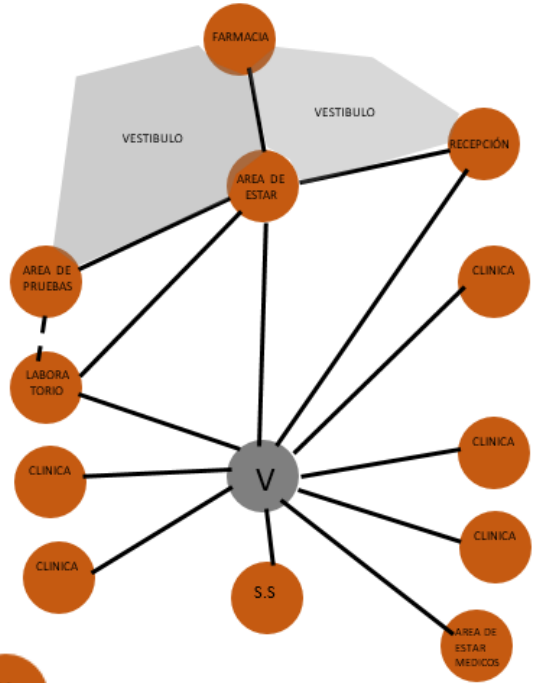 FARMACIA
VESTIBULO
VESTIBULO
RECEPCIÓN
AREA DE
ESTAR
AREA DE
PRUEBAS
CLINICA
LABORA
TORIO
CLINICA
CLINICA
V
CLINICA
CLINICA
S.S
AREA DE
ESTAR
MEDICOS